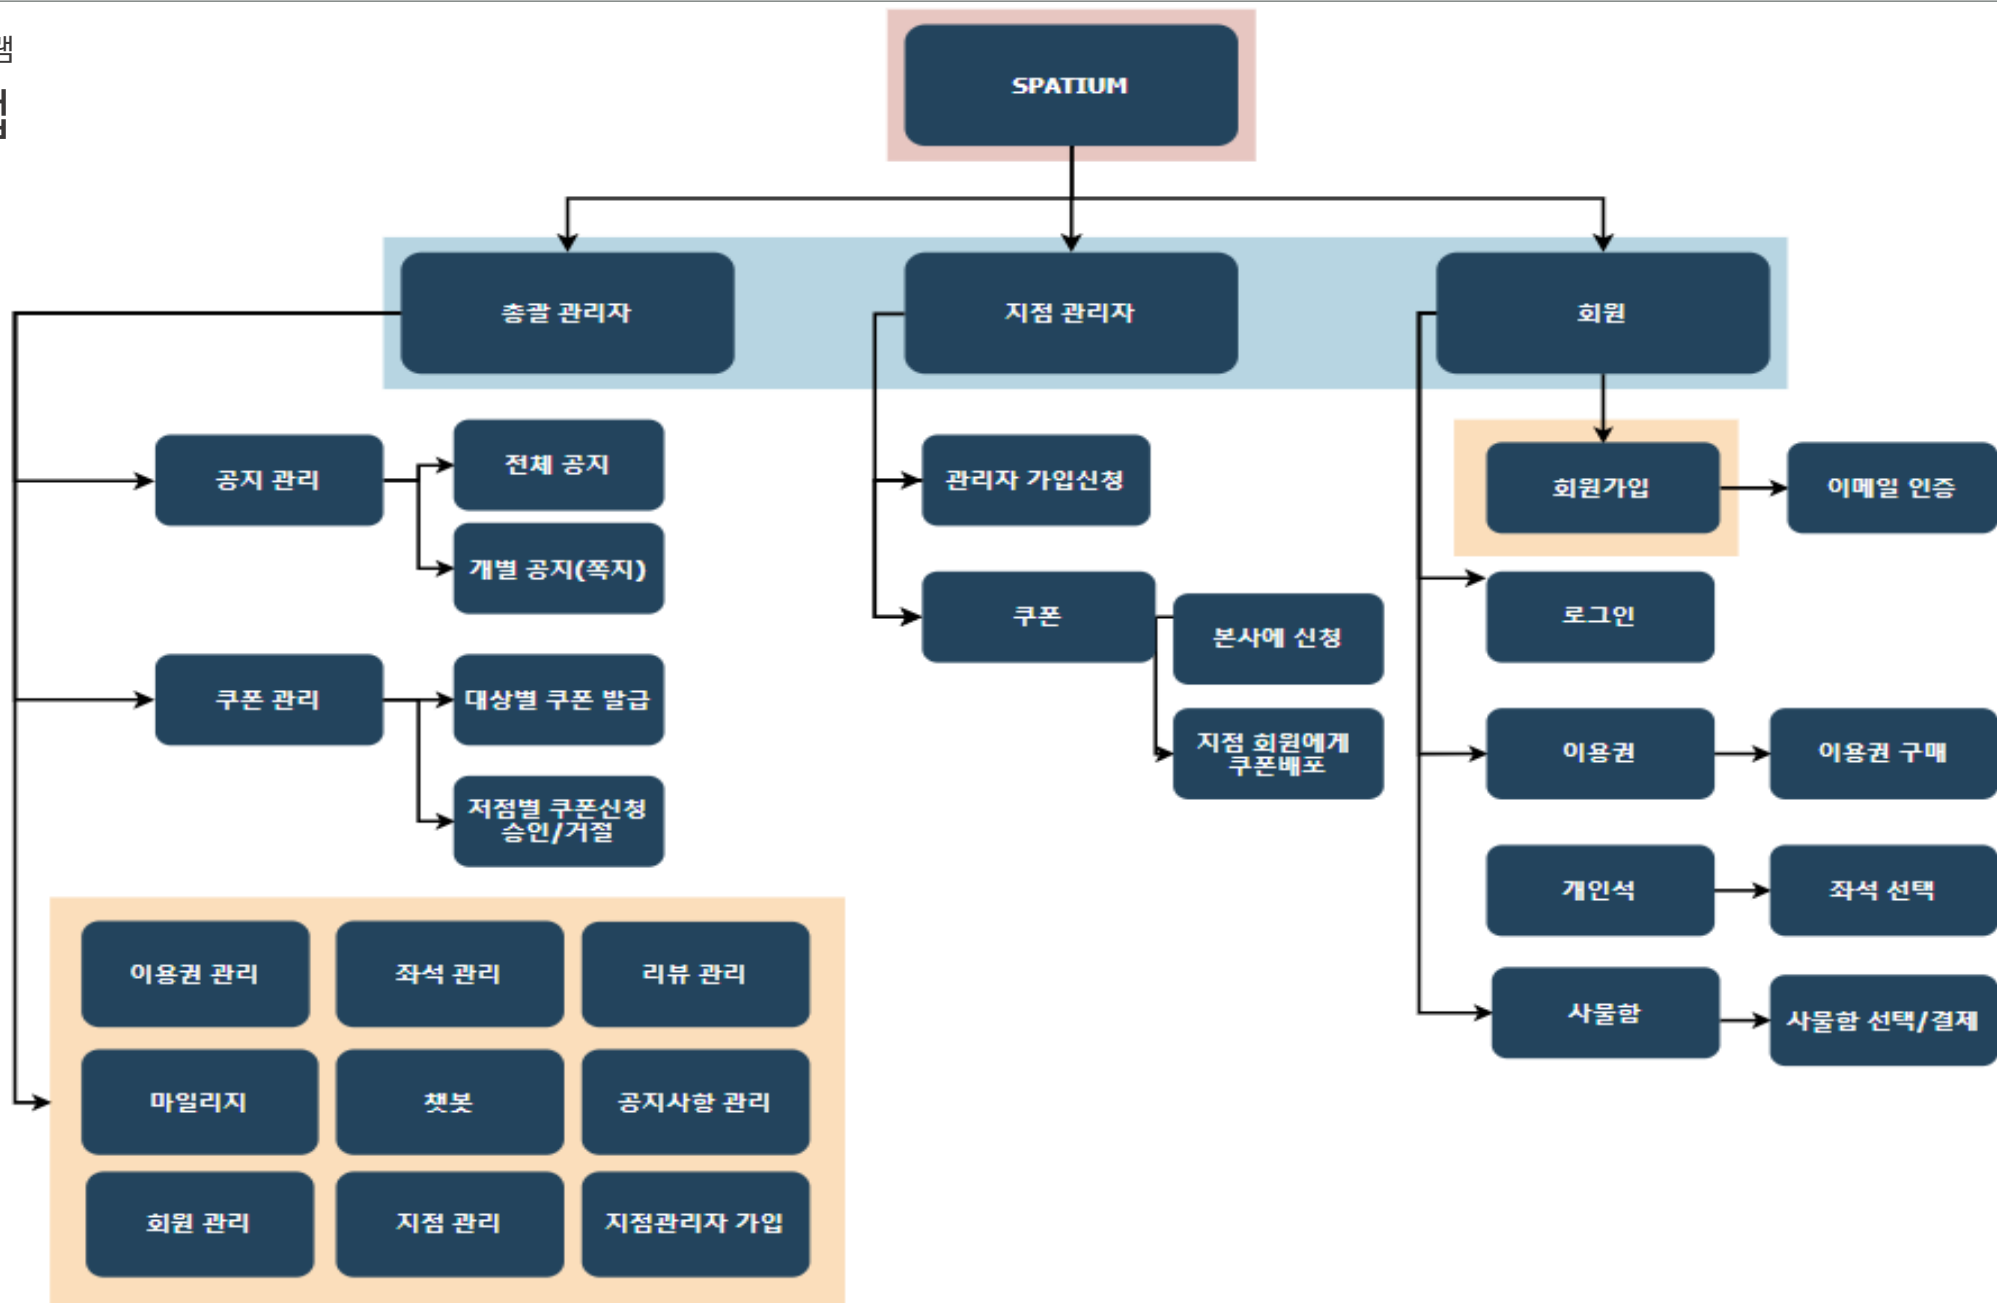 램
SPATIUM
총괄 관리자
지점 관리자
회원
공지 관리
전체 공지
개별 공지(쪽지)
쿠폰 관리
대상별 쿠폰 발급
저점별 쿠폰신청
승인/거절
이용권 관리
좌석 관리
리뷰 관리
마일리지
챗봇
공지사항 관리
회원 관리
지점 관리
지점관리자 가입
관리자 가입신청
쿠폰
본사에 신청
지점 회원에게
쿠폰배포
회원가입
이메일 인증
로그인
이용권
이용권 구매
개인석
좌석 선택
사물함
사물함 선택/결제